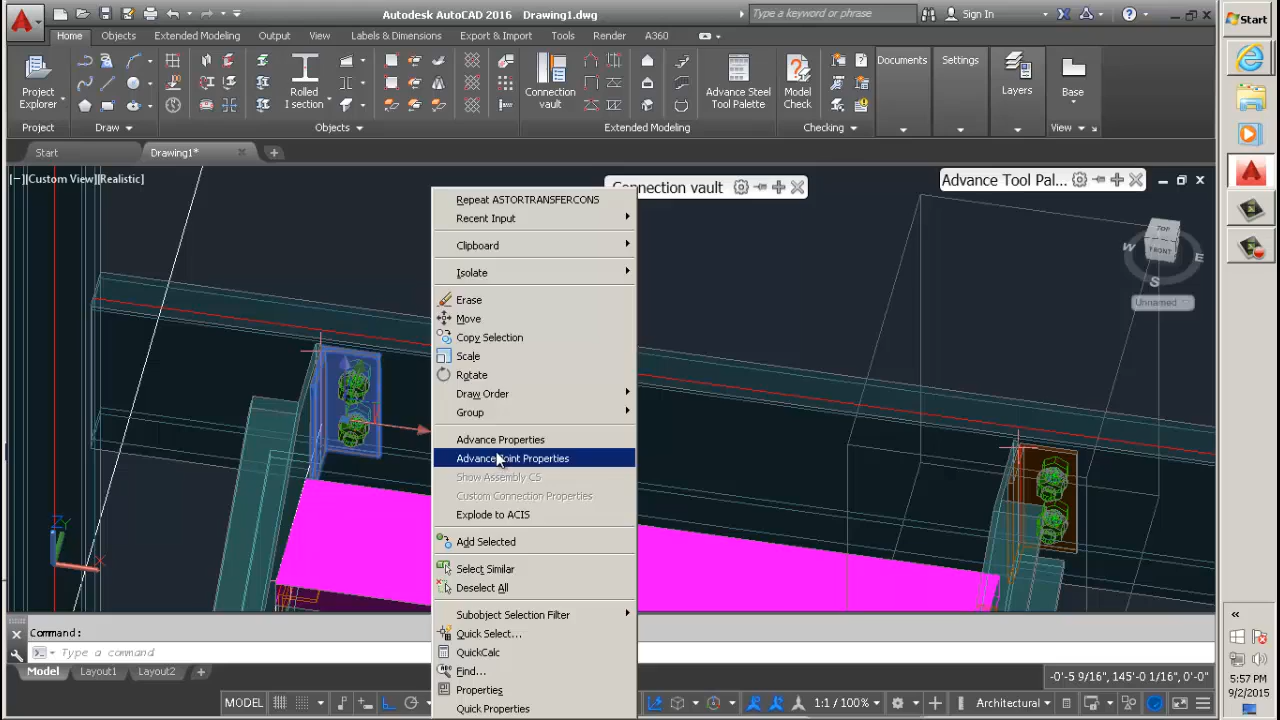 Autodesk AutoCAD 2016   Drawing1.dwg
Type a keyword or phrase
Sign In
Start
Home
Objects
Extended Modeling
Output
View
Labels & Dimensions
Export & Import
Tools
Render
A360
Project
Explorer
Rolled
I section
Connection
vault
Advance Steel
Tool Palette
Model
Check
Documents
Settings
Layers
Base
Project
Draw
Objects
Extended Modeling
Checking
View
Start
Drawing1*
[−][Custom View][Realistic]
Connection vault
Advance Tool Pal...
TOP
FRONT
W
E
S
Unnamed
Repeat ASTORTRANSFERCONS
Recent Input
Clipboard
Isolate
Erase
Move
Copy Selection
Scale
Rotate
Draw Order
Group
Advance Properties
Advance Joint Properties
Show Assembly CS
Custom Connection Properties
Explode to ACIS
Add Selected
Select Similar
Deselect All
Subobject Selection Filter
Quick Select...
QuickCalc
Find...
Properties
Quick Properties
Z
Y
X
Command:
Type a command
Model
Layout1
Layout2
-0'-5 9/16", 145'-0 1/16", 0'-0"
MODEL
1:1 / 100%
Architectural
5:57 PM
9/2/2015